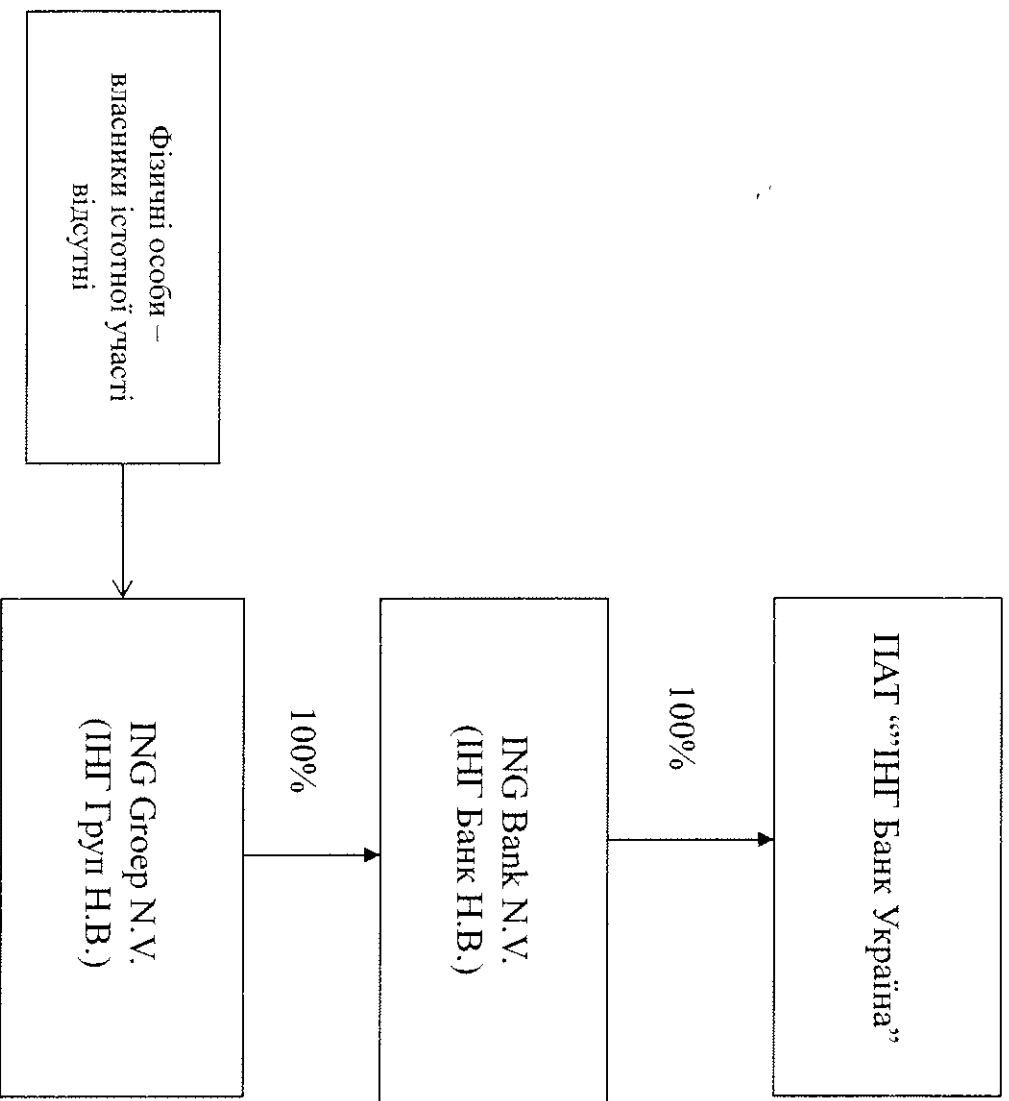 ПАТ “”ІНГ Банк Україна”
100%
ING Bank N.V.
(ІНГ Банк Н.В.)
100%
ING Groep N.V.
(ІНГ Груп Н.В.)
Фізичні особи –
власники істотної участі
відсутні